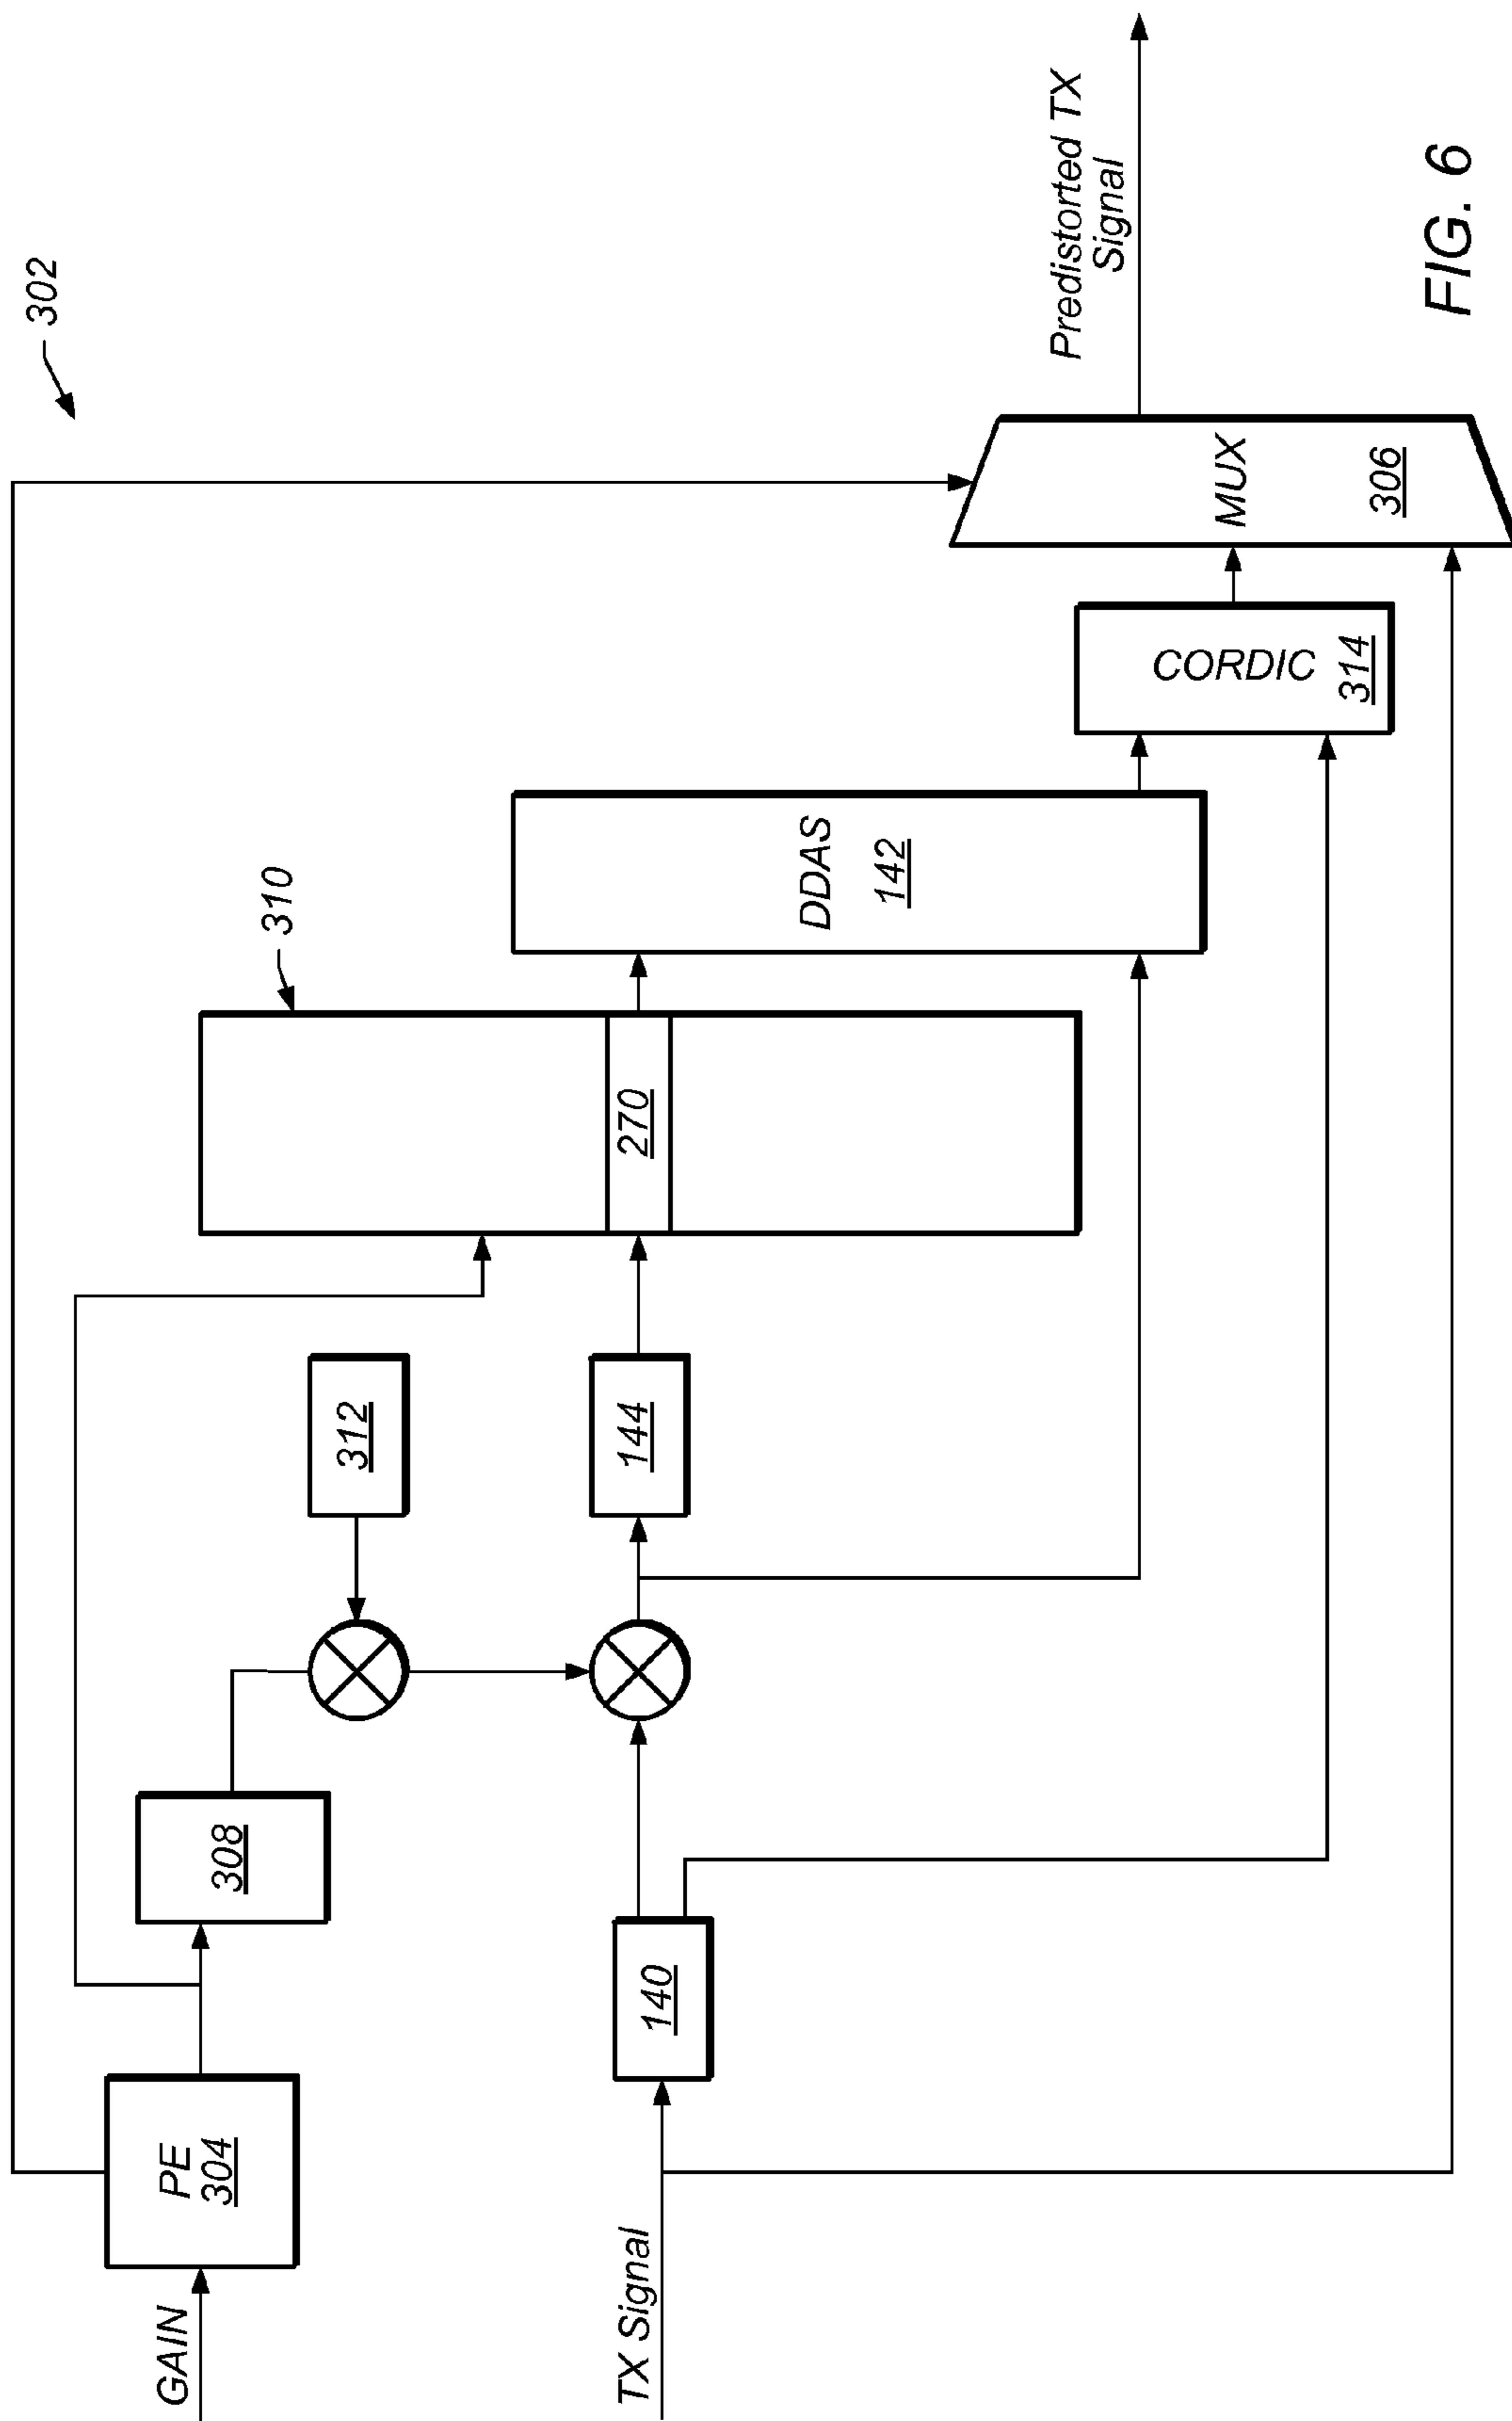 302
GAIN
PE
304
308
312
310
TX Signal
140
144
270
DDAS
142
CORDIC
314
MUX
306
Predistorted TX
Signal
FIG. 6